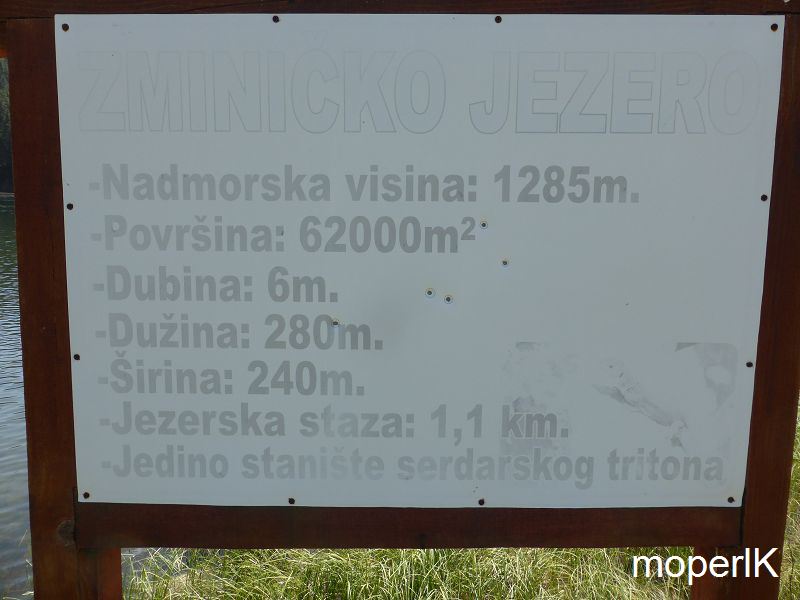 ZMINIČKO JEZERO
-Nadmorska visina: 1285m.
-Površina: 62000m²
-Dubina: 6m.
-Dužina: 280m.
-Širina: 240m.
-Jezerska staza: 1,1 km.
-Jedino stanište serdarskog tritona
moperIK